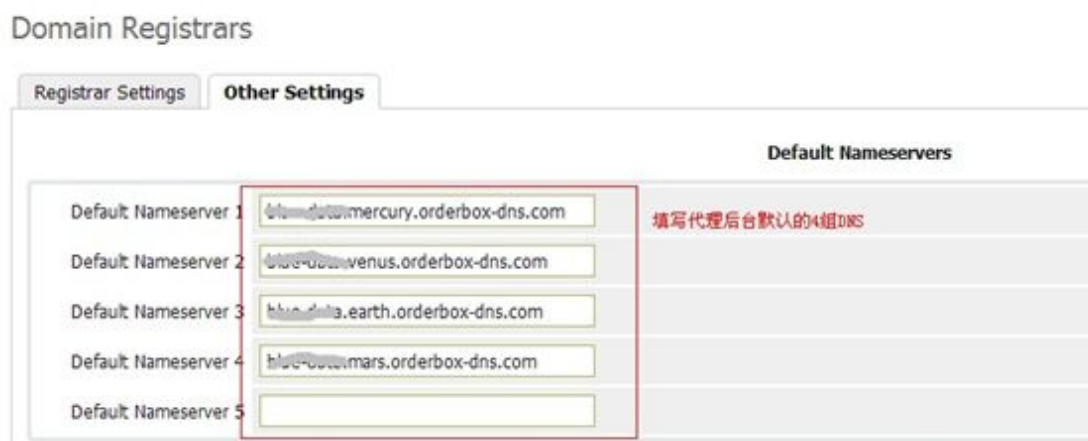 Domain Registrars
Registrar Settings Other Settings
Default Nameservers
Default Nameserver 1 mercury.orderbox-dns.com 填写代理后台默认的4组DNS
Default Nameserver 2 venus.orderbox-dns.com
Default Nameserver 3 a.earth.orderbox-dns.com
Default Nameserver 4 mars.orderbox-dns.com
Default Nameserver 5